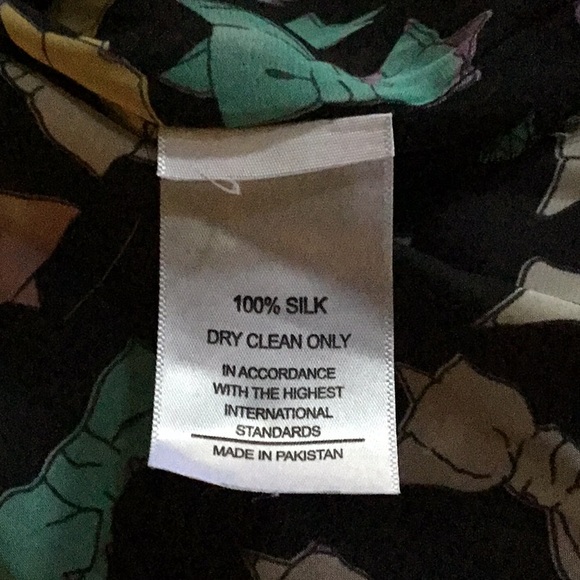 100% SILK
DRY CLEAN ONLY
IN ACCORDANCE
WITH THE HIGHEST
INTERNATIONAL
STANDARDS
MADE IN PAKISTAN